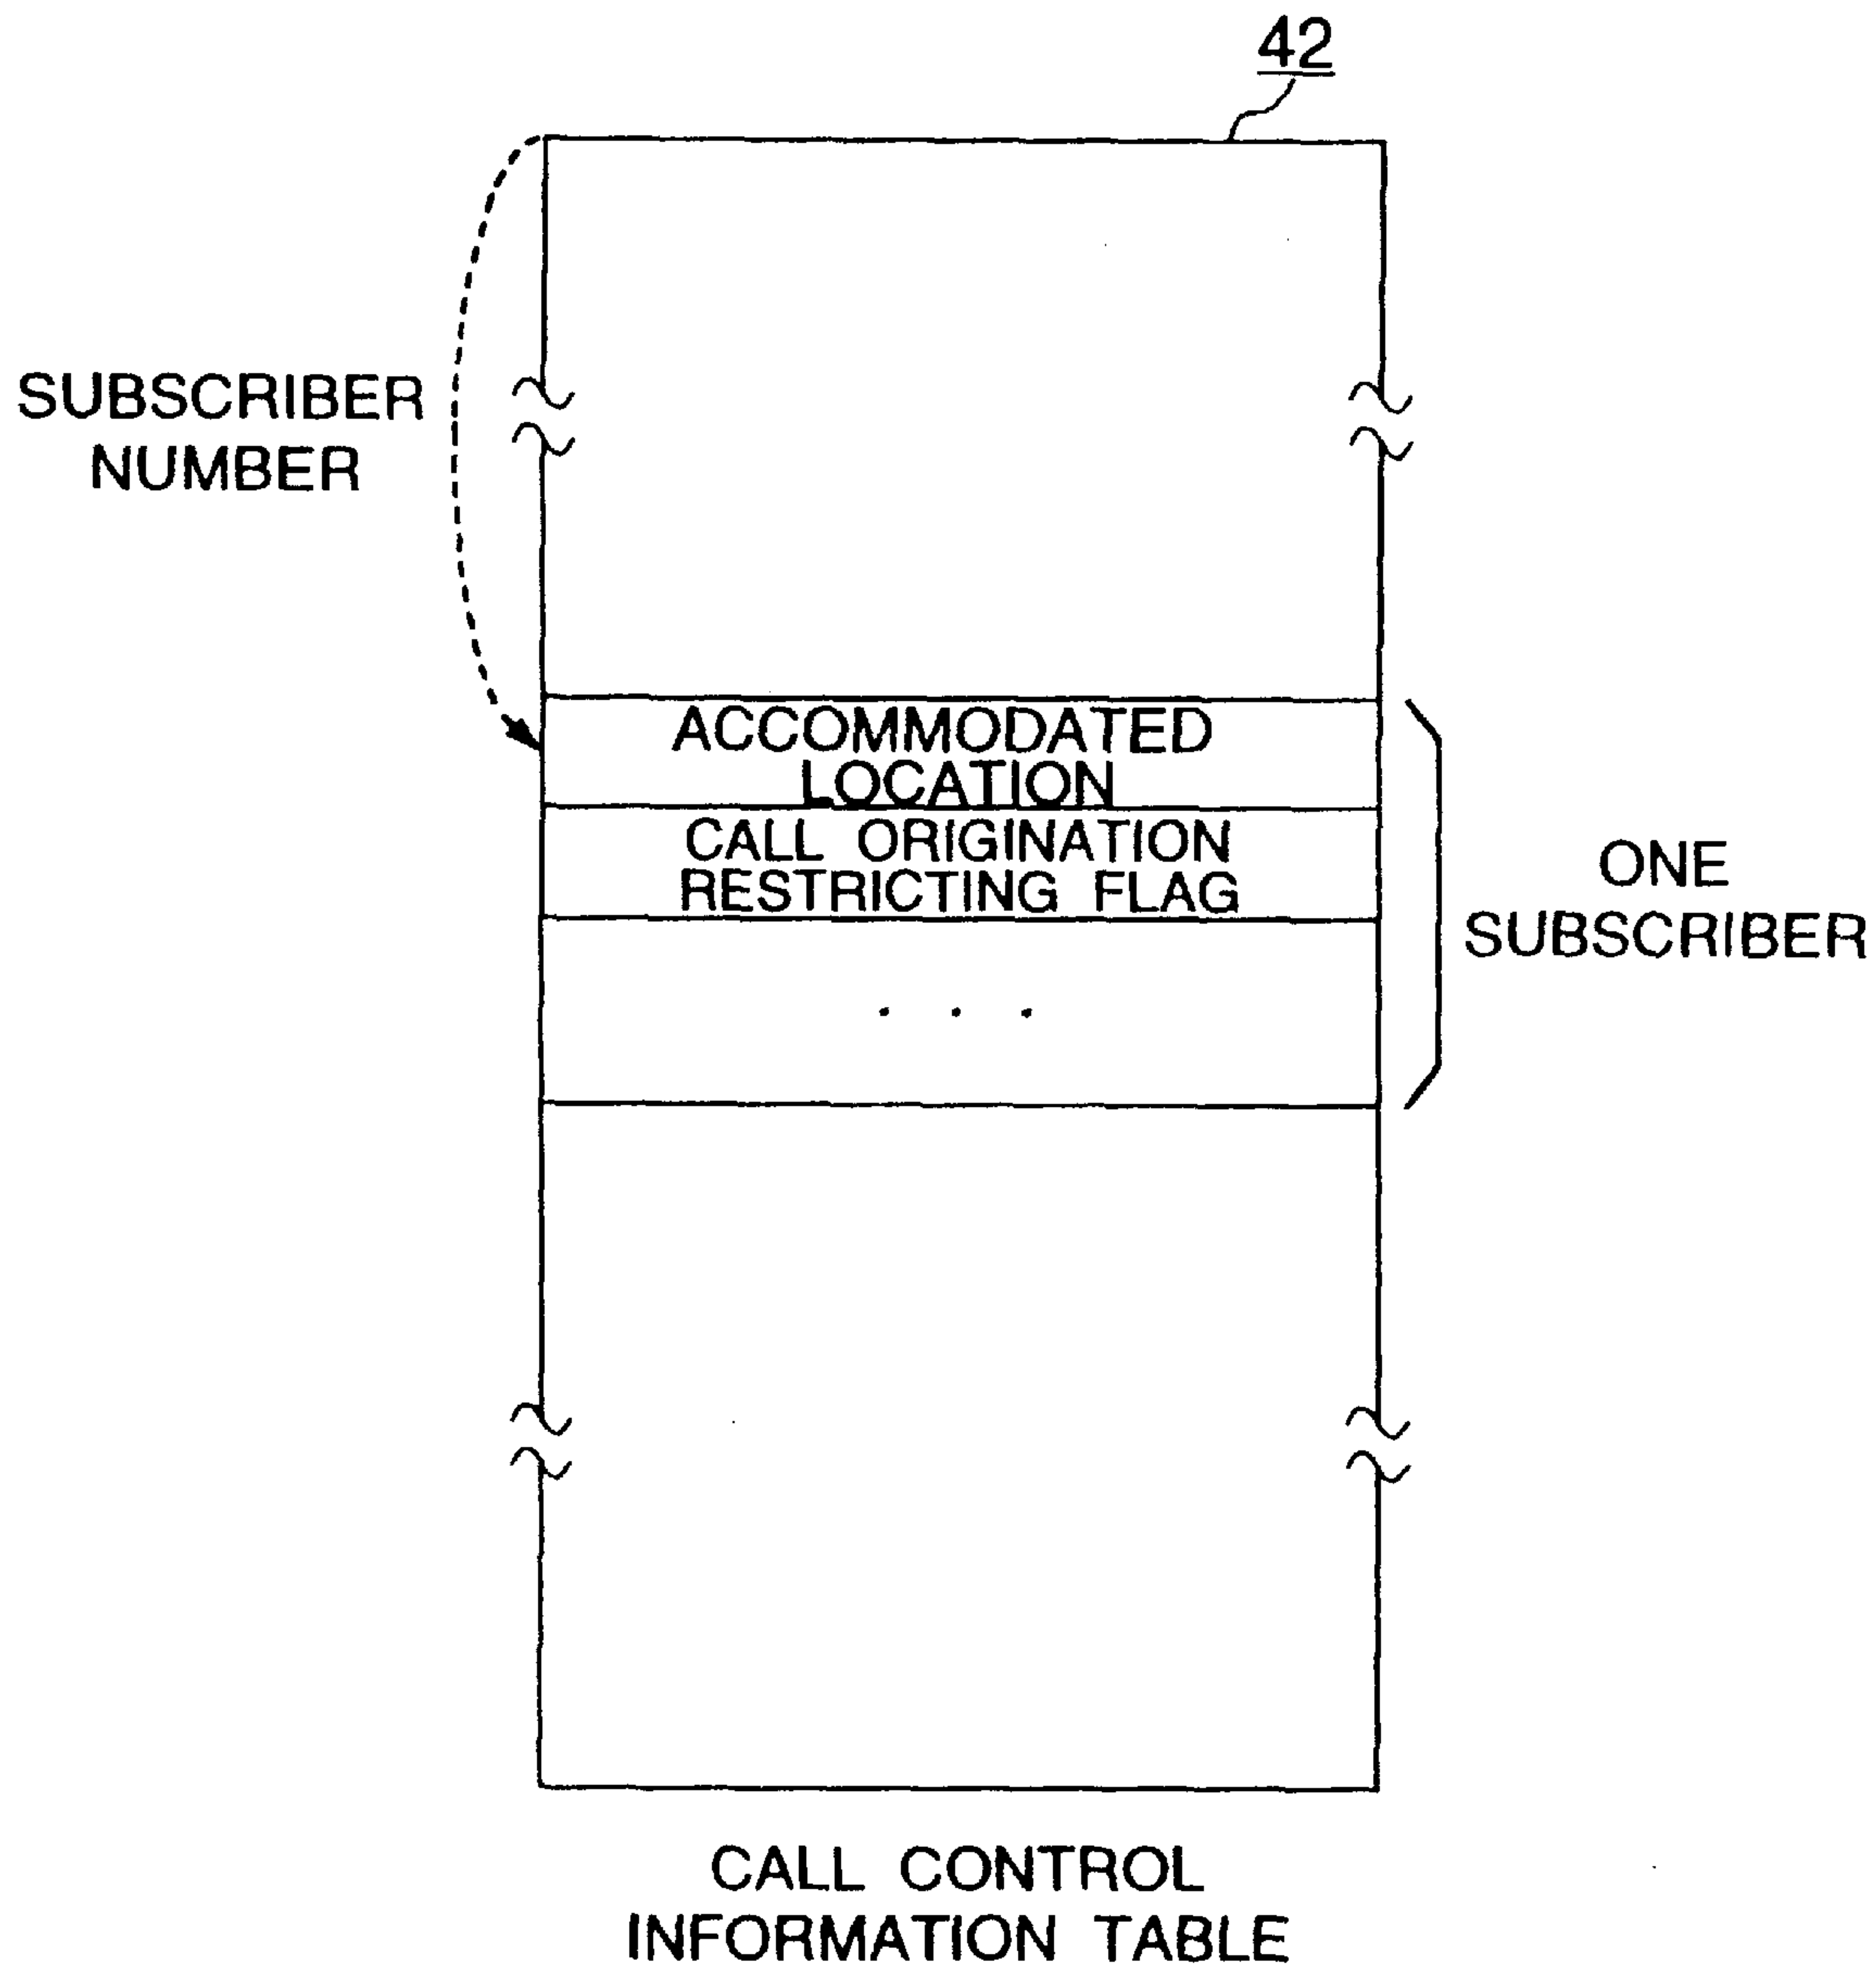 42
SUBSCRIBER
NUMBER
ACCOMMODATED
LOCATION
CALL ORIGINATION
RESTRICTING FLAG
. . .
ONE
SUBSCRIBER
CALL CONTROL
INFORMATION TABLE